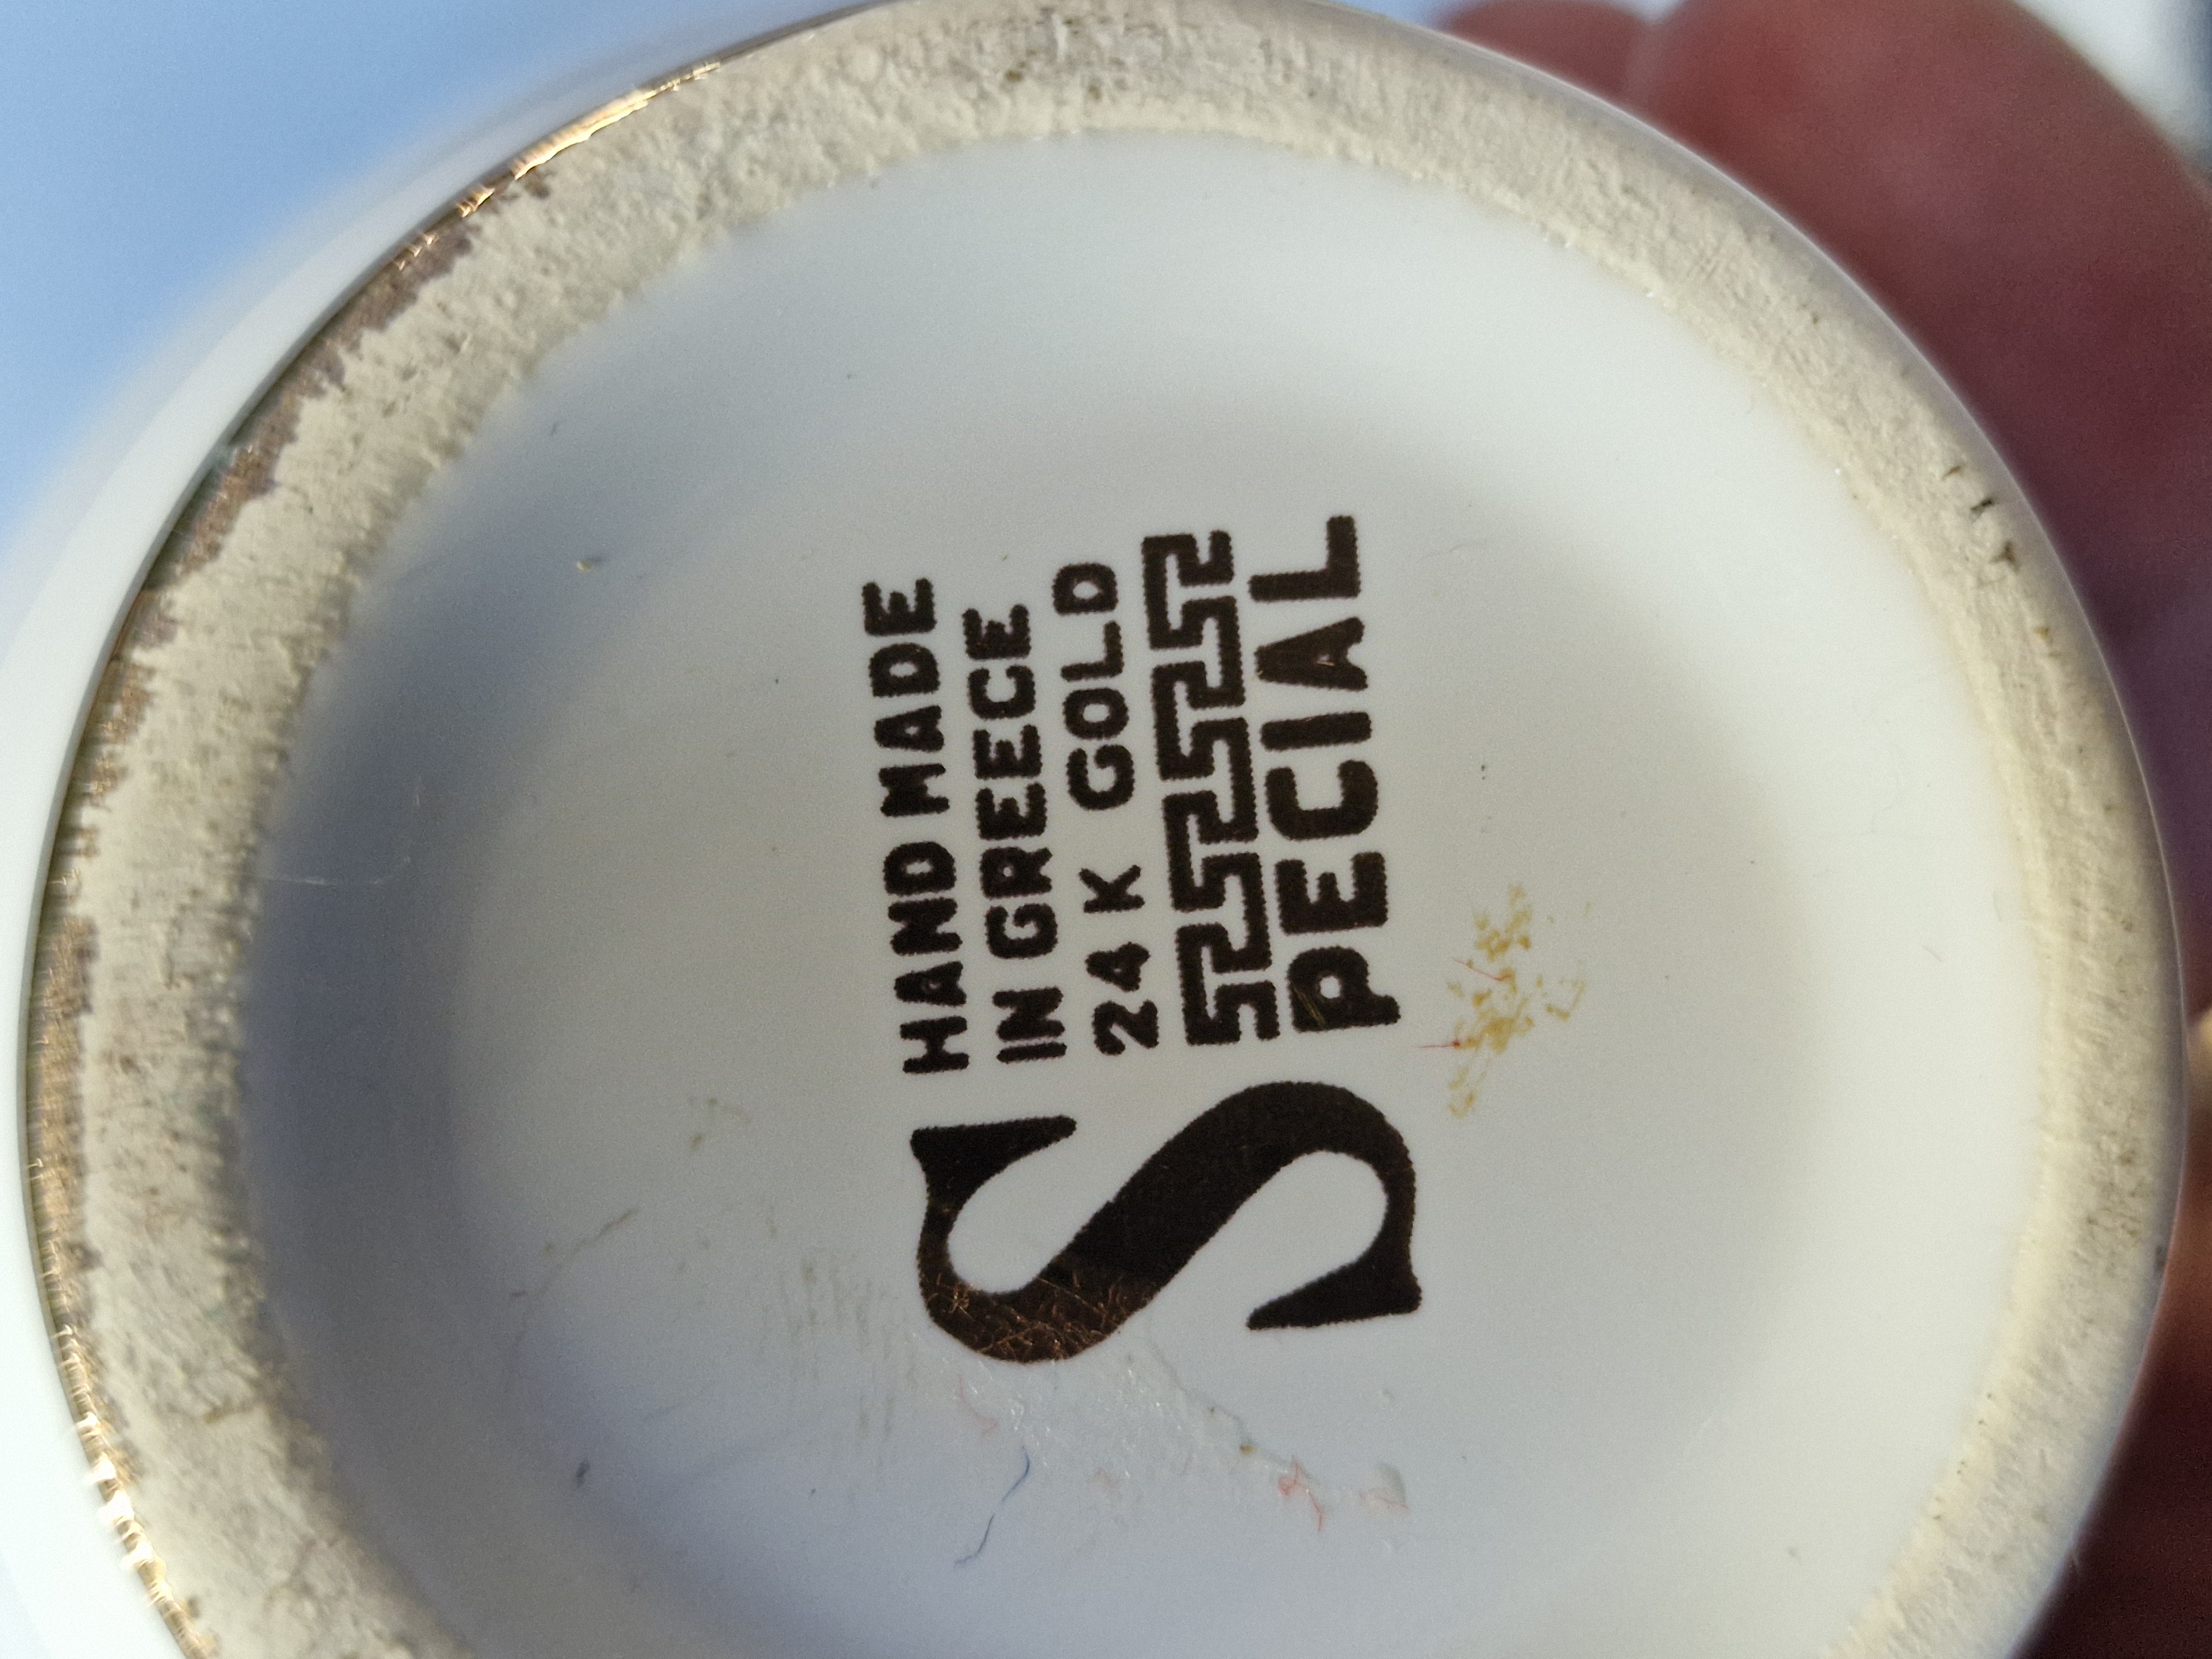 HAND MADE
IN GREECE
24 K GOLD
SPECIAL